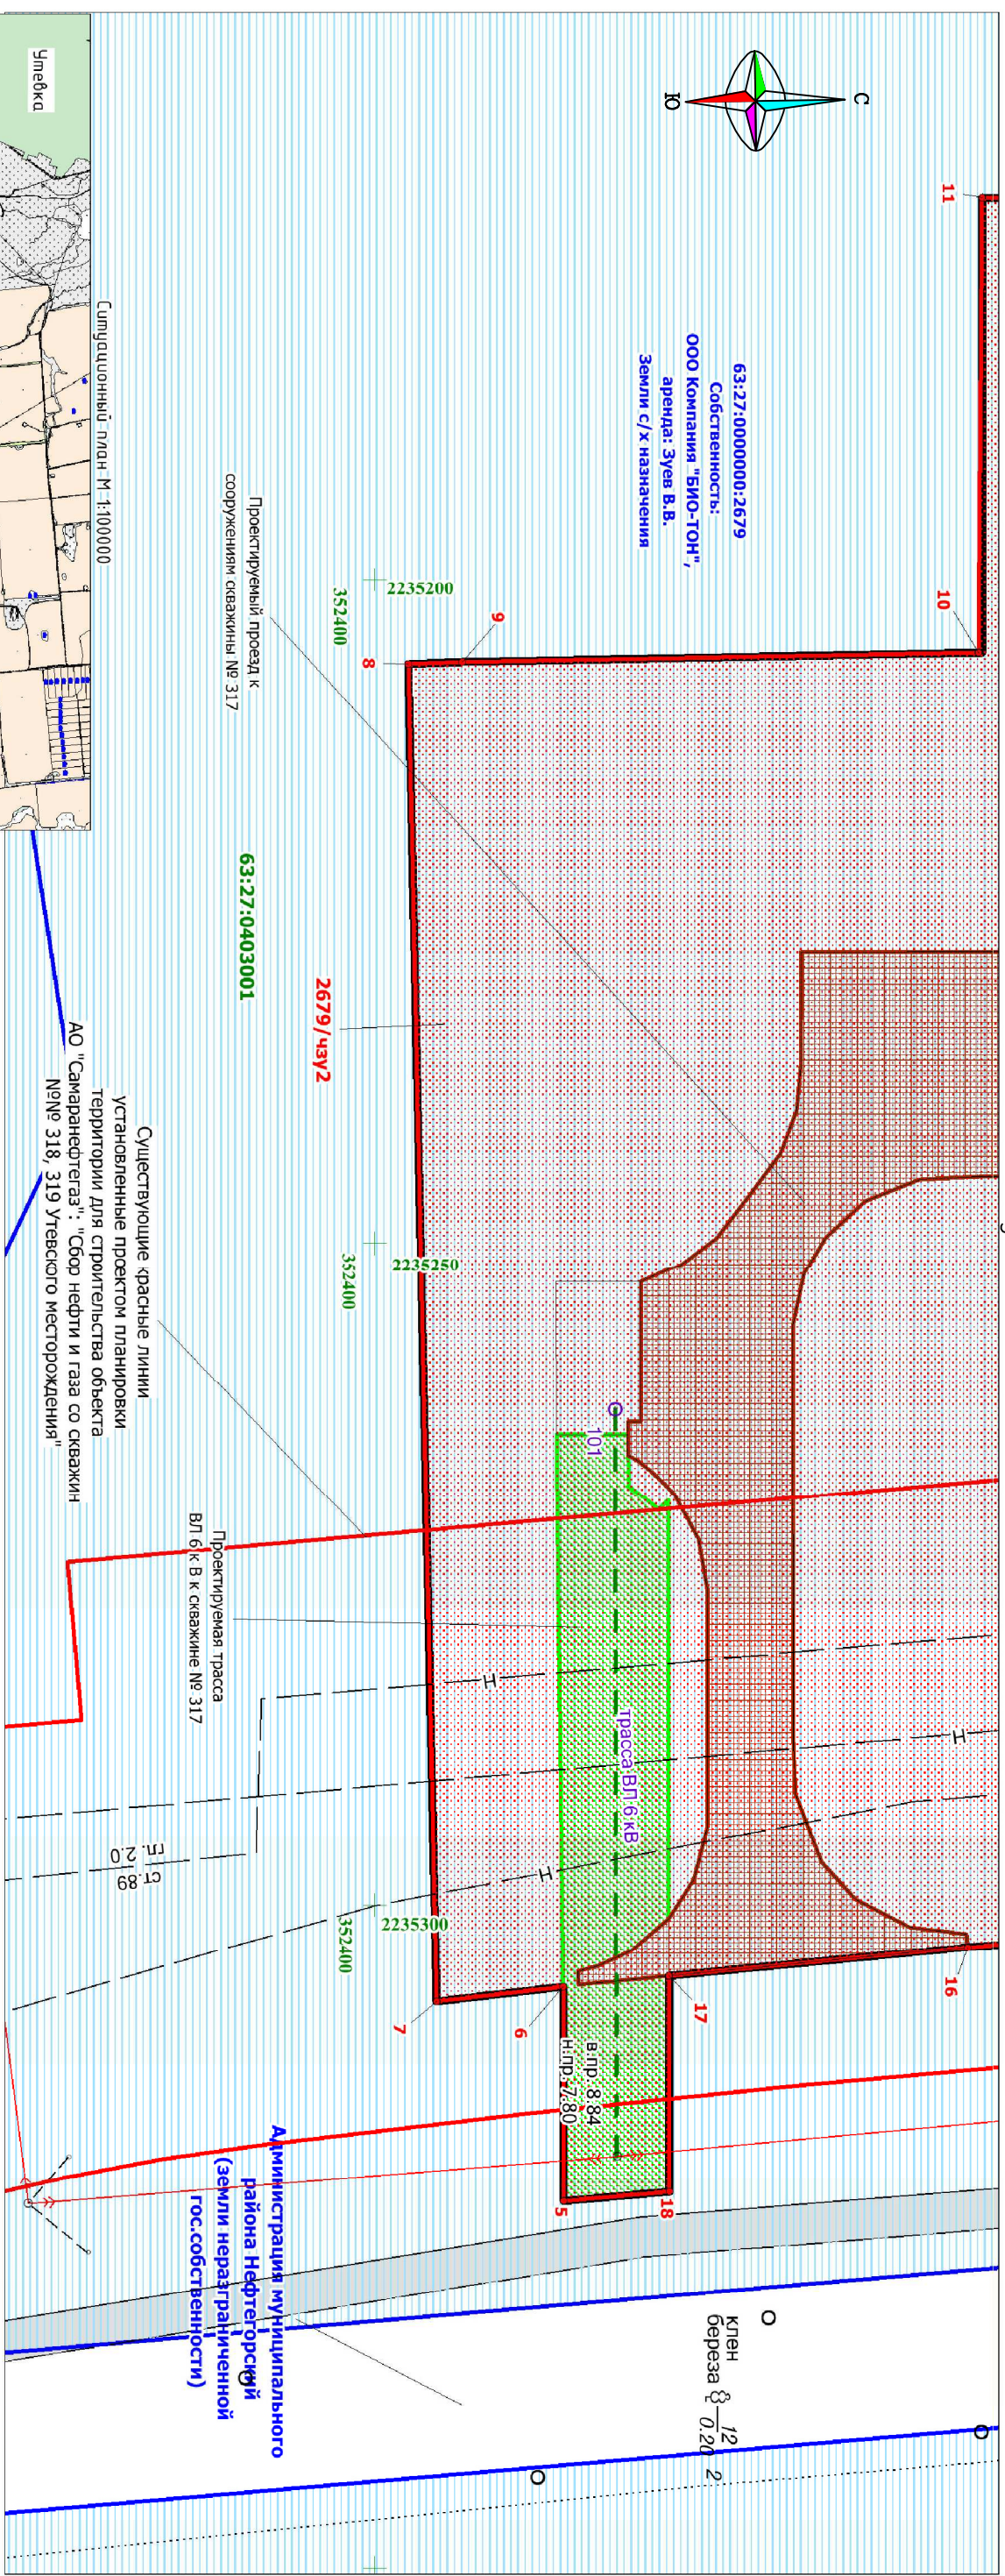 С
Ю
11
10
63:27:0000000:2679
Собственность:
ООО Компания "БИО-ТОН",
аренда: Зуев В.В.
Земли с/х назначения
9
8
2235200
352400
Проектируемый проезд к
сооружениям скважины № 317
2679/чзу2
63:27:0403001
2235250
352400
101
Существующие красные линии
установленные проектом планировки
территории для строительства объекта
АО "Самаранефтегаз": "Сбор нефти и газа со скважин
№№ 318, 319 Утевского месторождения"
Проектируемая трасса
ВЛ 6 к В к скважине № 317
Н
Н
Н
трасса ВЛ 6 кВ
ст.89
гл. 2.0
2235300
352400
16
17
6
7
в.пр. 8.84
н.пр. 7.80
18
5
Администрация муниципального
района Нефтегорский
(земли неразграниченной
гос.собственности)
клен
береза
12
0.20
2
Ситуационный план М 1:100000
Утевка